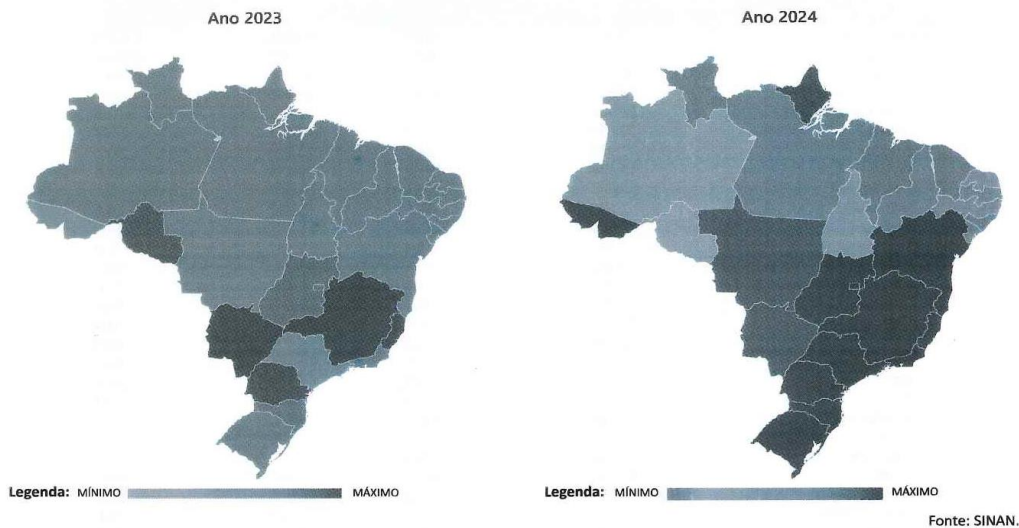 Ano 2023
Ano 2024
Legenda: MÍNIMO MÁXIMO
Legenda: MÍNIMO MÁXIMO
Fonte: SINAN.